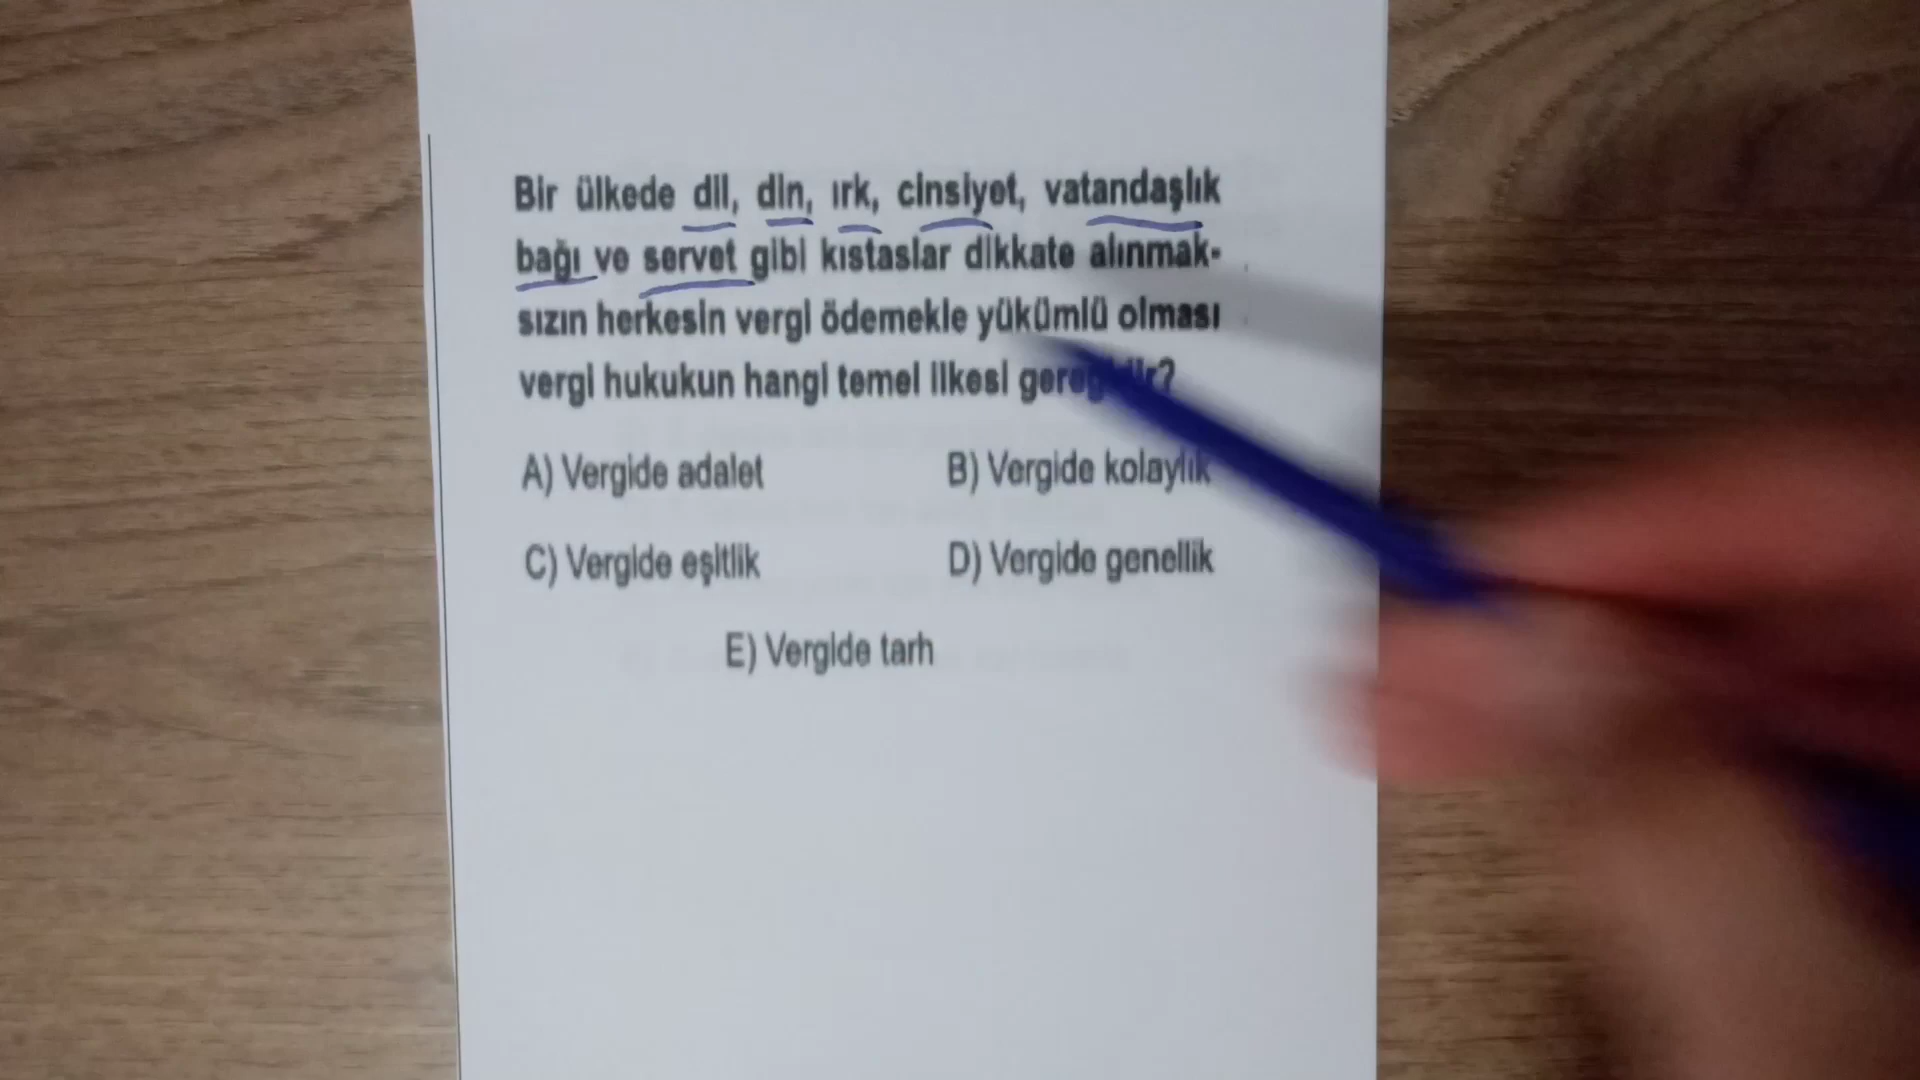 Bir ülkede dil, din, ırk, cinsiyet, vatandaşlık
bağı ve servet gibi kıstaslar dikkate alınmak-
sızın herkesin vergi ödemekle yükümlü olması
vergi hukukun hangi temel ilkesi gereğidir?
A) Vergide adalet
B) Vergide kolaylık
C) Vergide eşitlik
D) Vergide genellik
E) Vergide tarh